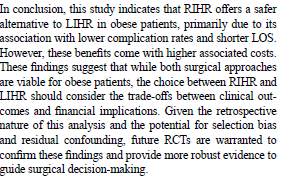 In conclusion, this study indicates that RIHR offers a safer
alternative to LIHR in obese patients, primarily due to its
association with lower complication rates and shorter LOS.
However, these benefits come with higher associated costs.
These findings suggest that while both surgical approaches
are viable for obese patients, the choice between RIHR and
LIHR should consider the trade-offs between clinical out-
comes and financial implications. Given the retrospective
nature of this analysis and the potential for selection bias
and residual confounding, future RCTs are warranted to
confirm these findings and provide more robust evidence to
guide surgical decision-making.